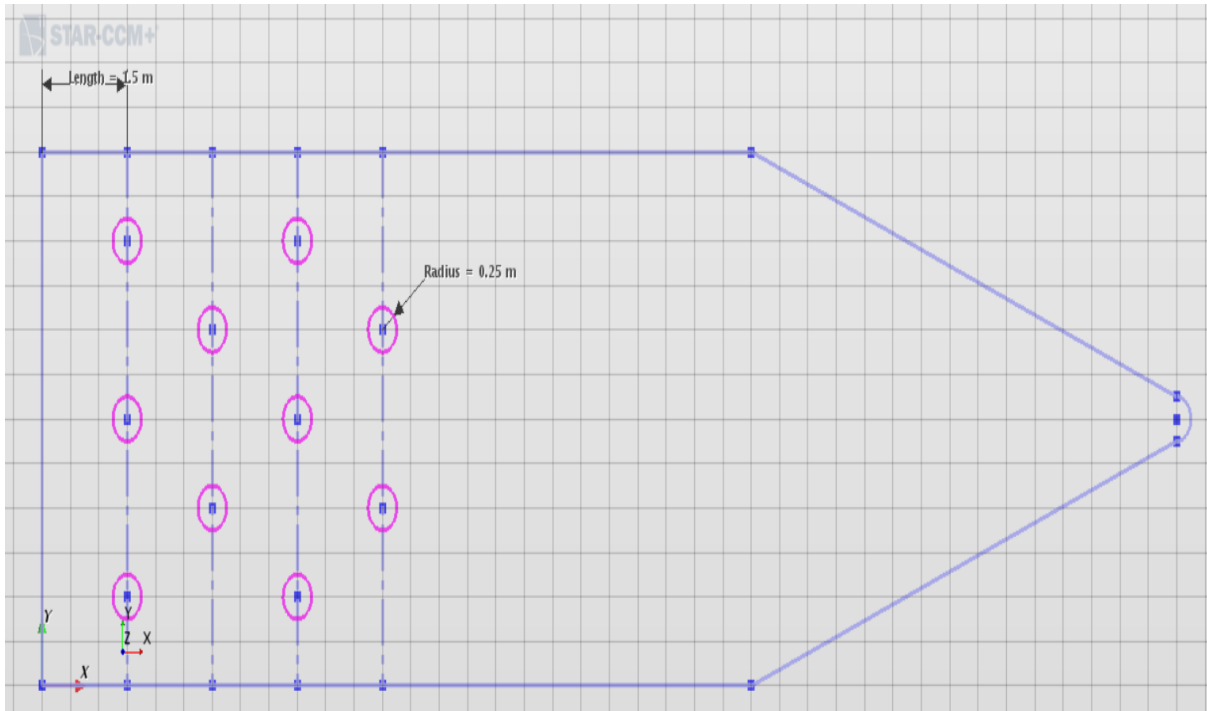 STAR-CCM+
Length = 1.5 m
Radius = 0.25 m
Y
Y
Z X
X